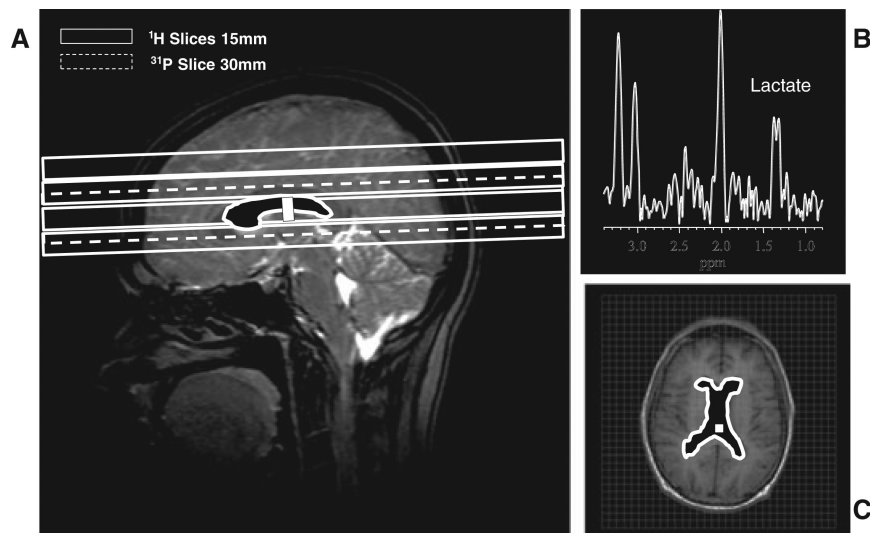 A
¹H Slices 15mm
³¹P Slice 30mm
B
Lactate
3.0 2.5 2.0 1.5 1.0
ppm
C